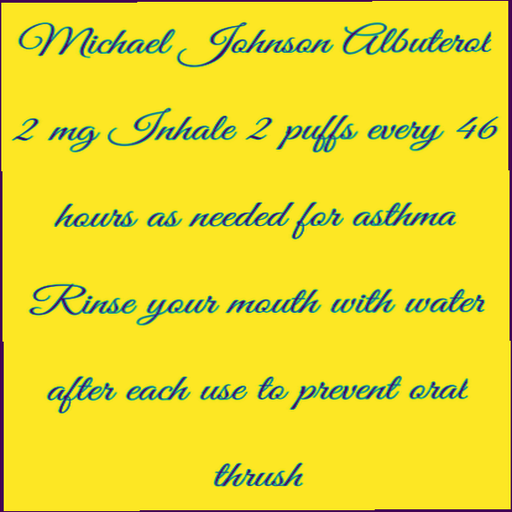 Michael Johnson Albuterol
2 mg Inhale 2 puffs every 46
hours as needed for asthma
Rinse your mouth with water
after each use to prevent oral
thrush